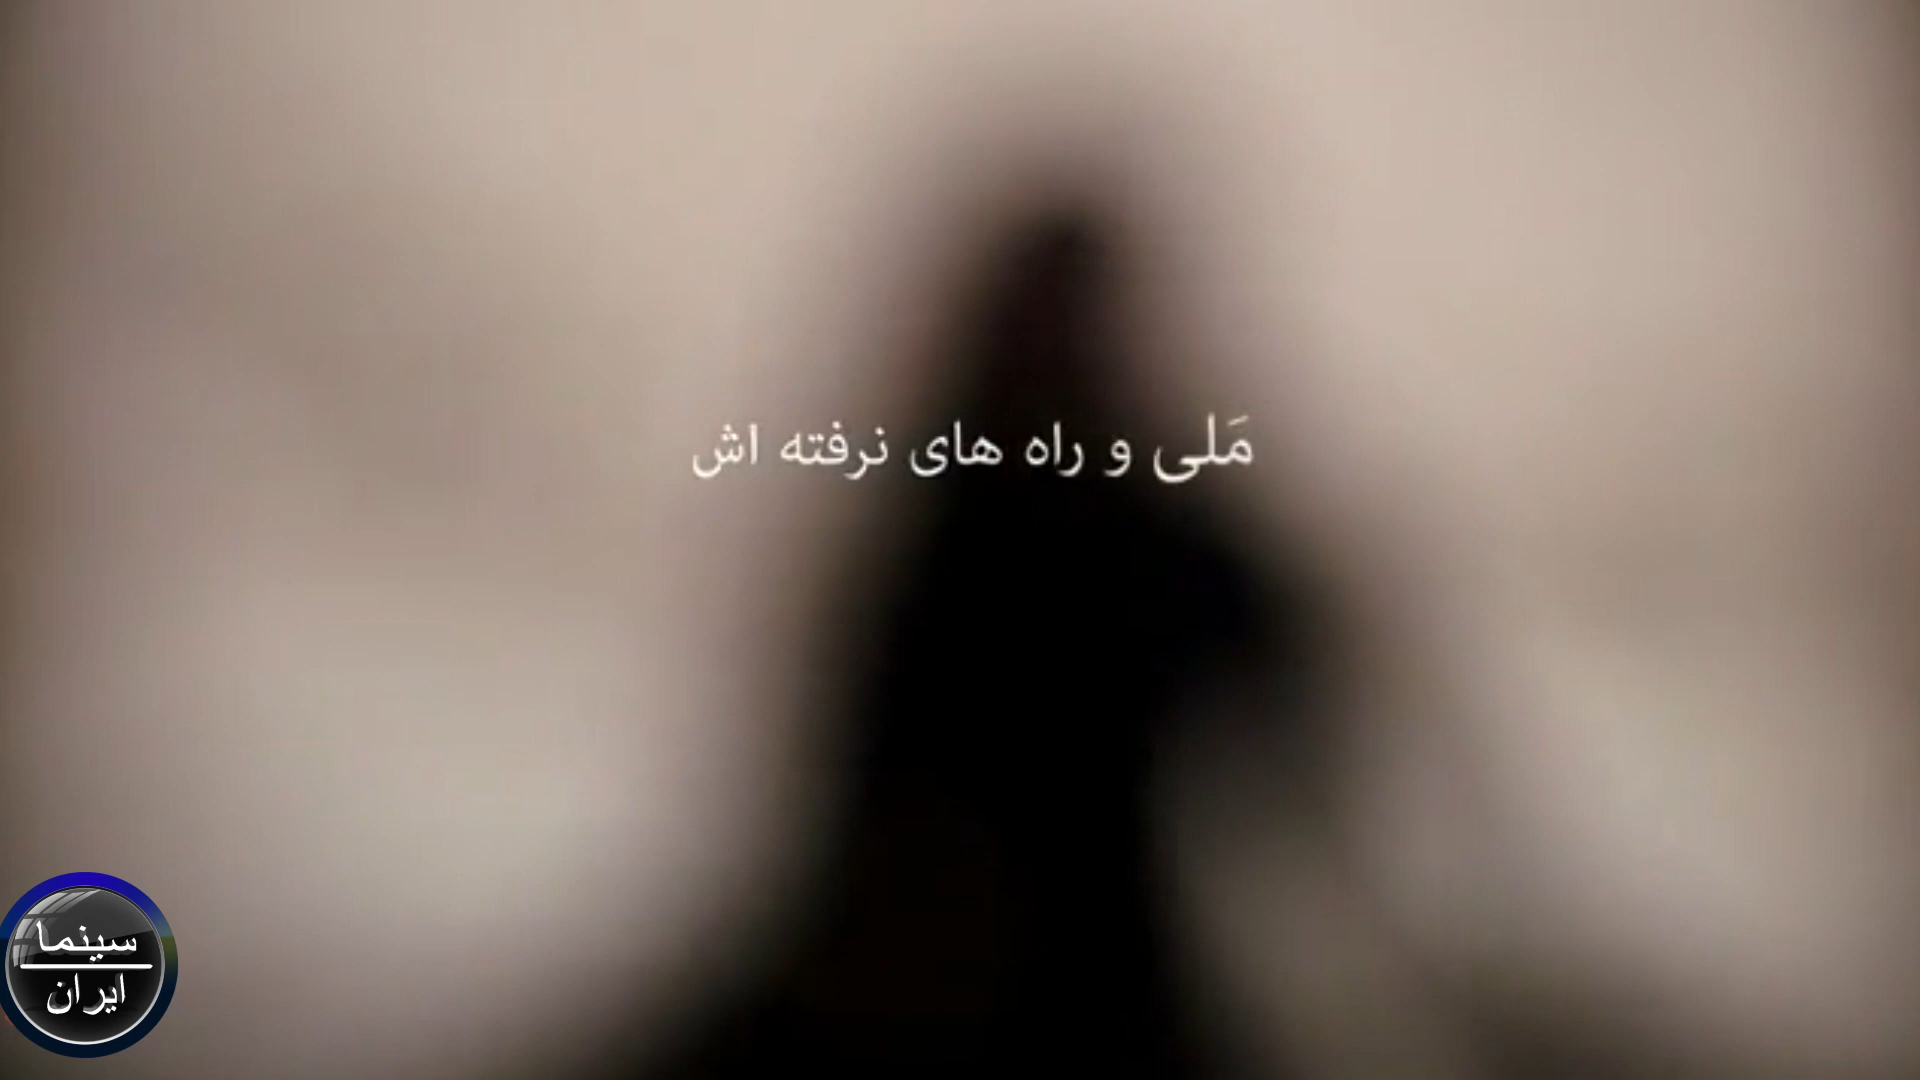 مَلی و راه های نرفته اش
سینما
ایران